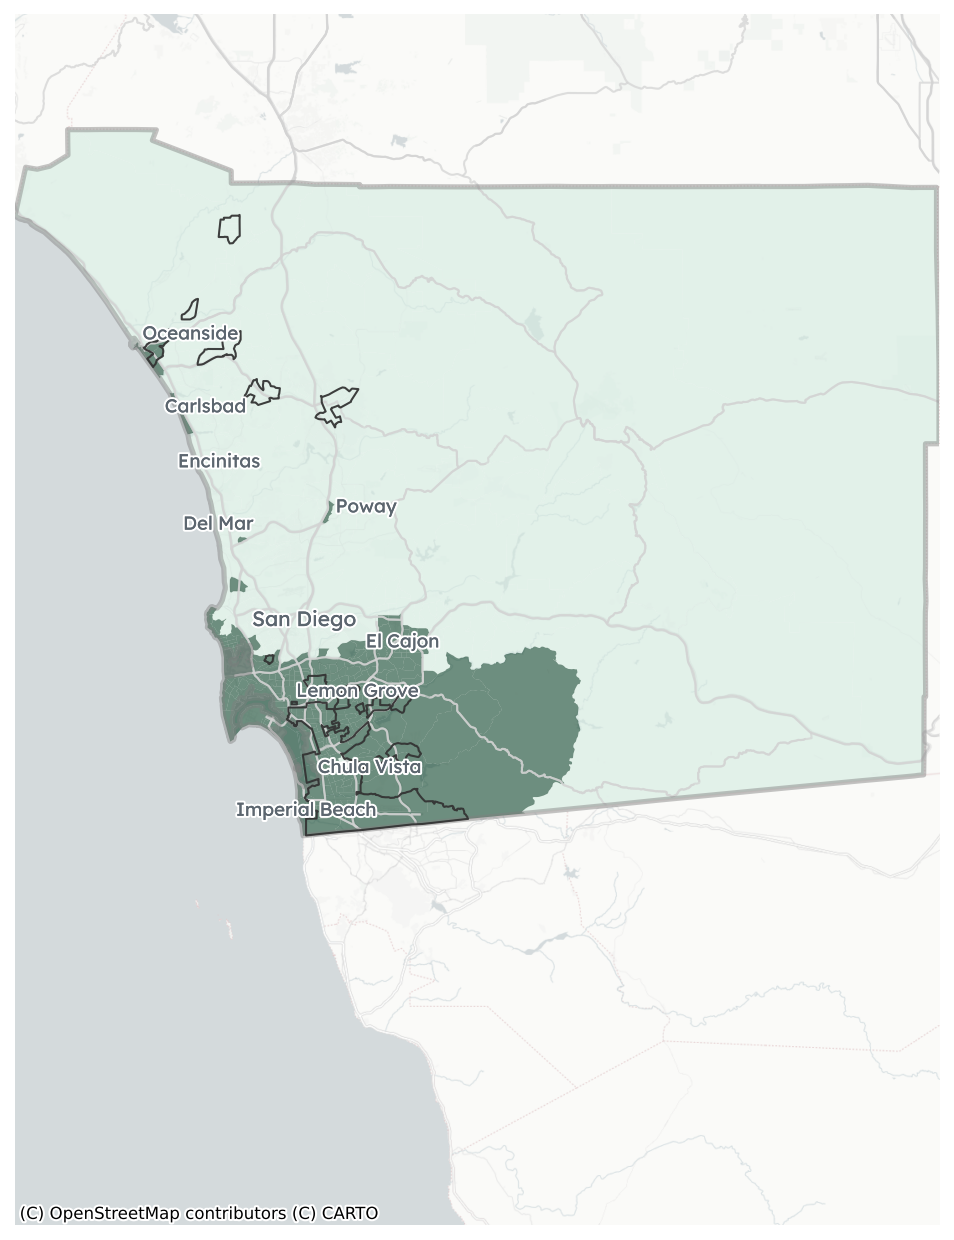 Oceanside
Carlsbad
Encinitas
Poway
Del Mar
San Diego
El Cajon
Lemon Grove
Chula Vista
Imperial Beach
(C) OpenStreetMap contributors (C) CARTO